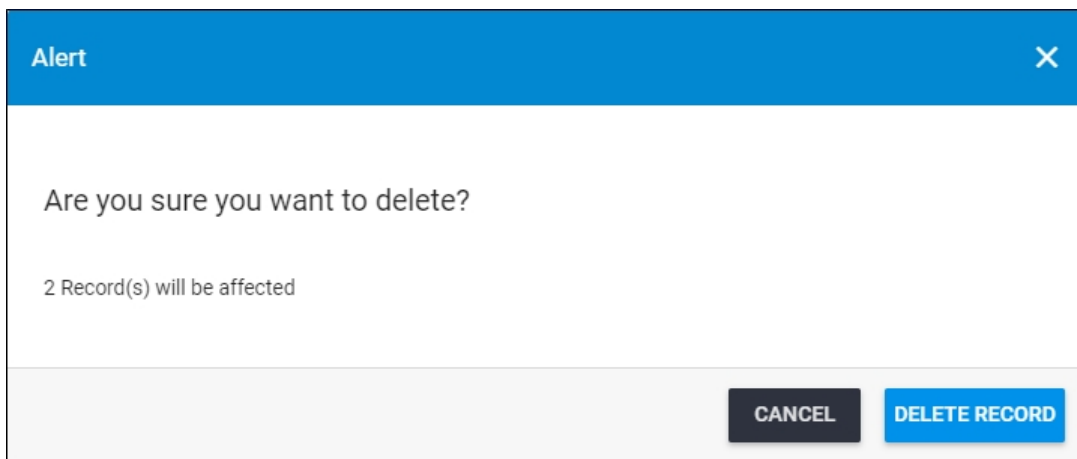 Alert
Are you sure you want to delete?
2 Record(s) will be affected
CANCEL DELETE RECORD